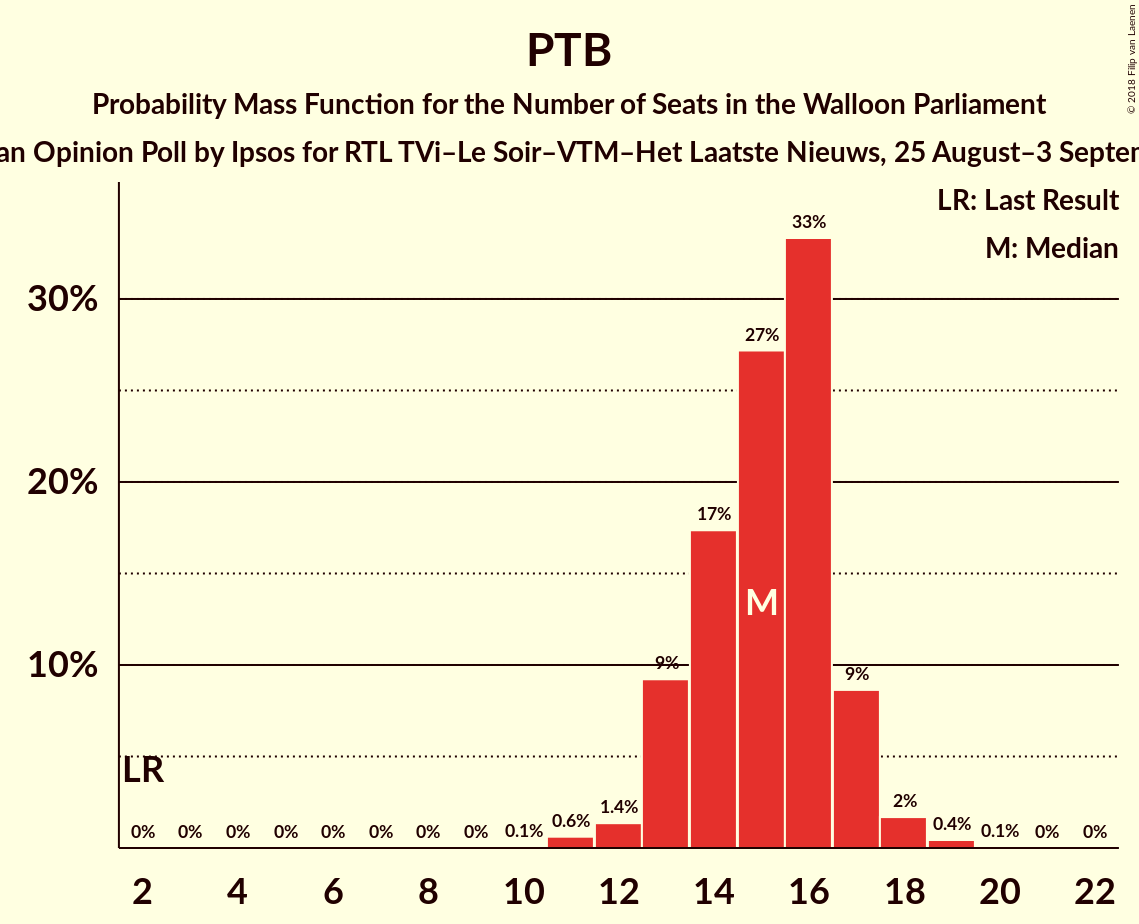 PTB
Probability Mass Function for the Number of Seats in the Walloon Parliament
an Opinion Poll by Ipsos for RTL TVi–Le Soir–VTM–Het Laatste Nieuws, 25 August–3 Septem
© 2018 Filip van Laenen
LR: Last Result
M: Median
30%
20%
10%
LR
M
0% 0% 0% 0% 0% 0% 0% 0% 0.1% 0.6% 1.4% 9% 17% 27% 33% 9% 2% 0.4% 0.1% 0% 0%
2 4 6 8 10 12 14 16 18 20 22